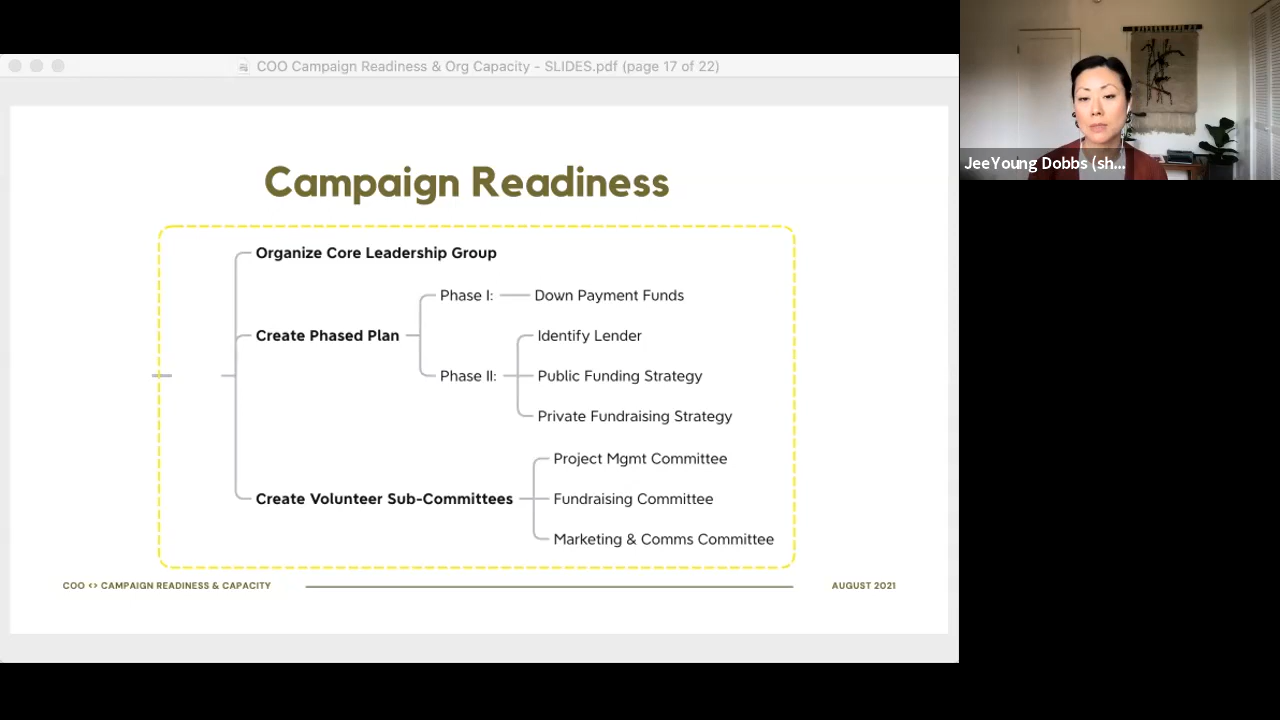 COO Campaign Readiness & Org Capacity - SLIDES.pdf (page 17 of 22)
JeeYoung Dobbs (sh...
Campaign Readiness
Organize Core Leadership Group
Phase I:
Down Payment Funds
Create Phased Plan
Identify Lender
Phase II:
Public Funding Strategy
Private Fundraising Strategy
Project Mgmt Committee
Create Volunteer Sub-Committees
Fundraising Committee
Marketing & Comms Committee
COO <> CAMPAIGN READINESS & CAPACITY
AUGUST 2021